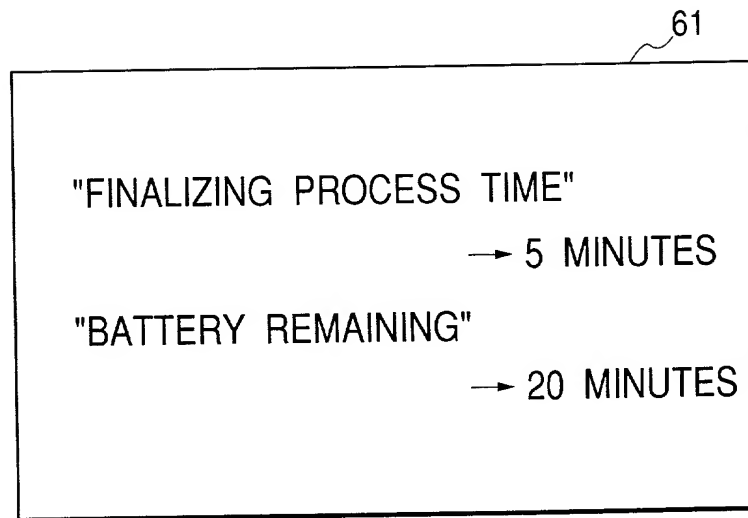 61
"FINALIZING PROCESS TIME"
→ 5 MINUTES
"BATTERY REMAINING"
→ 20 MINUTES